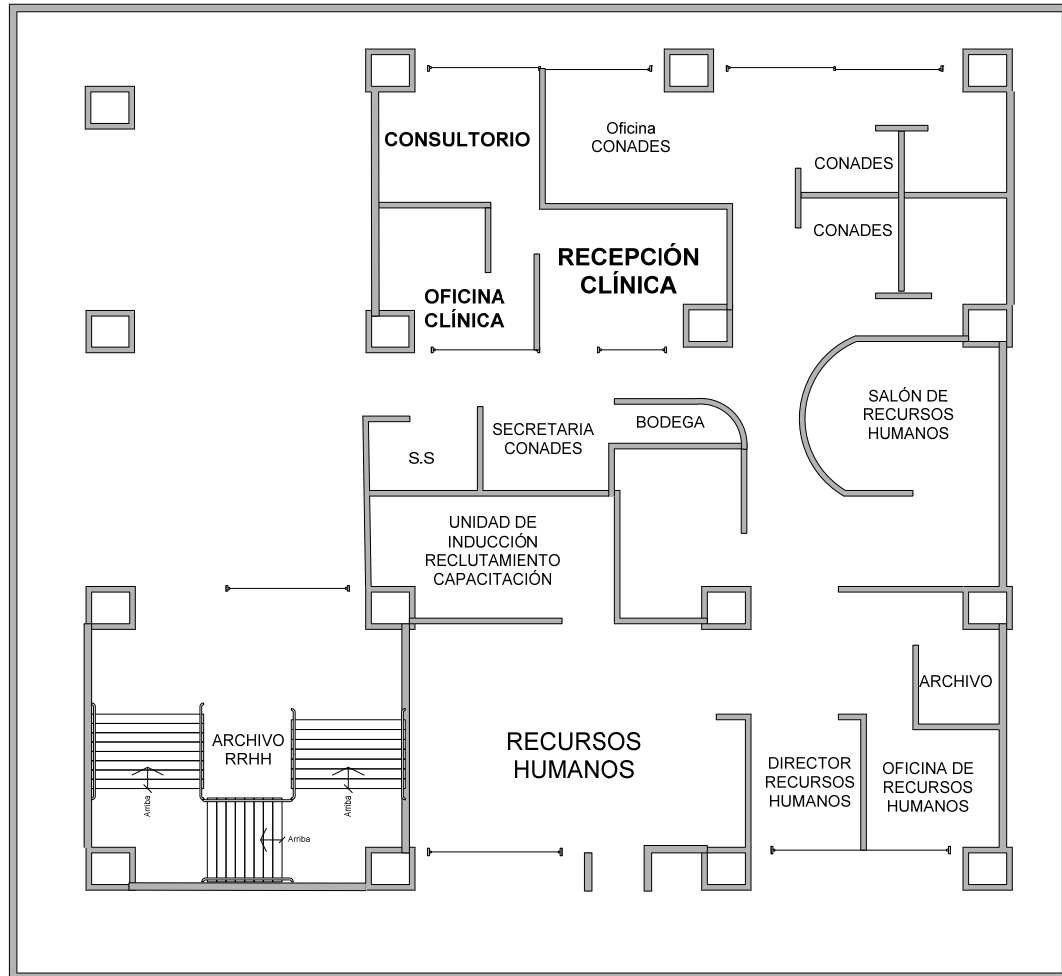 CONSULTORIO
Oficina
CONADES
CONADES
CONADES
RECEPCIÓN
CLÍNICA
OFICINA
CLÍNICA
SALÓN DE
RECURSOS
HUMANOS
BODEGA
SECRETARIA
CONADES
S.S
UNIDAD DE
INDUCCIÓN
RECLUTAMIENTO
CAPACITACIÓN
ARCHIVO
ARCHIVO
RRHH
RECURSOS
HUMANOS
DIRECTOR
RECURSOS
HUMANOS
OFICINA DE
RECURSOS
HUMANOS
Arriba
Arriba
Arriba